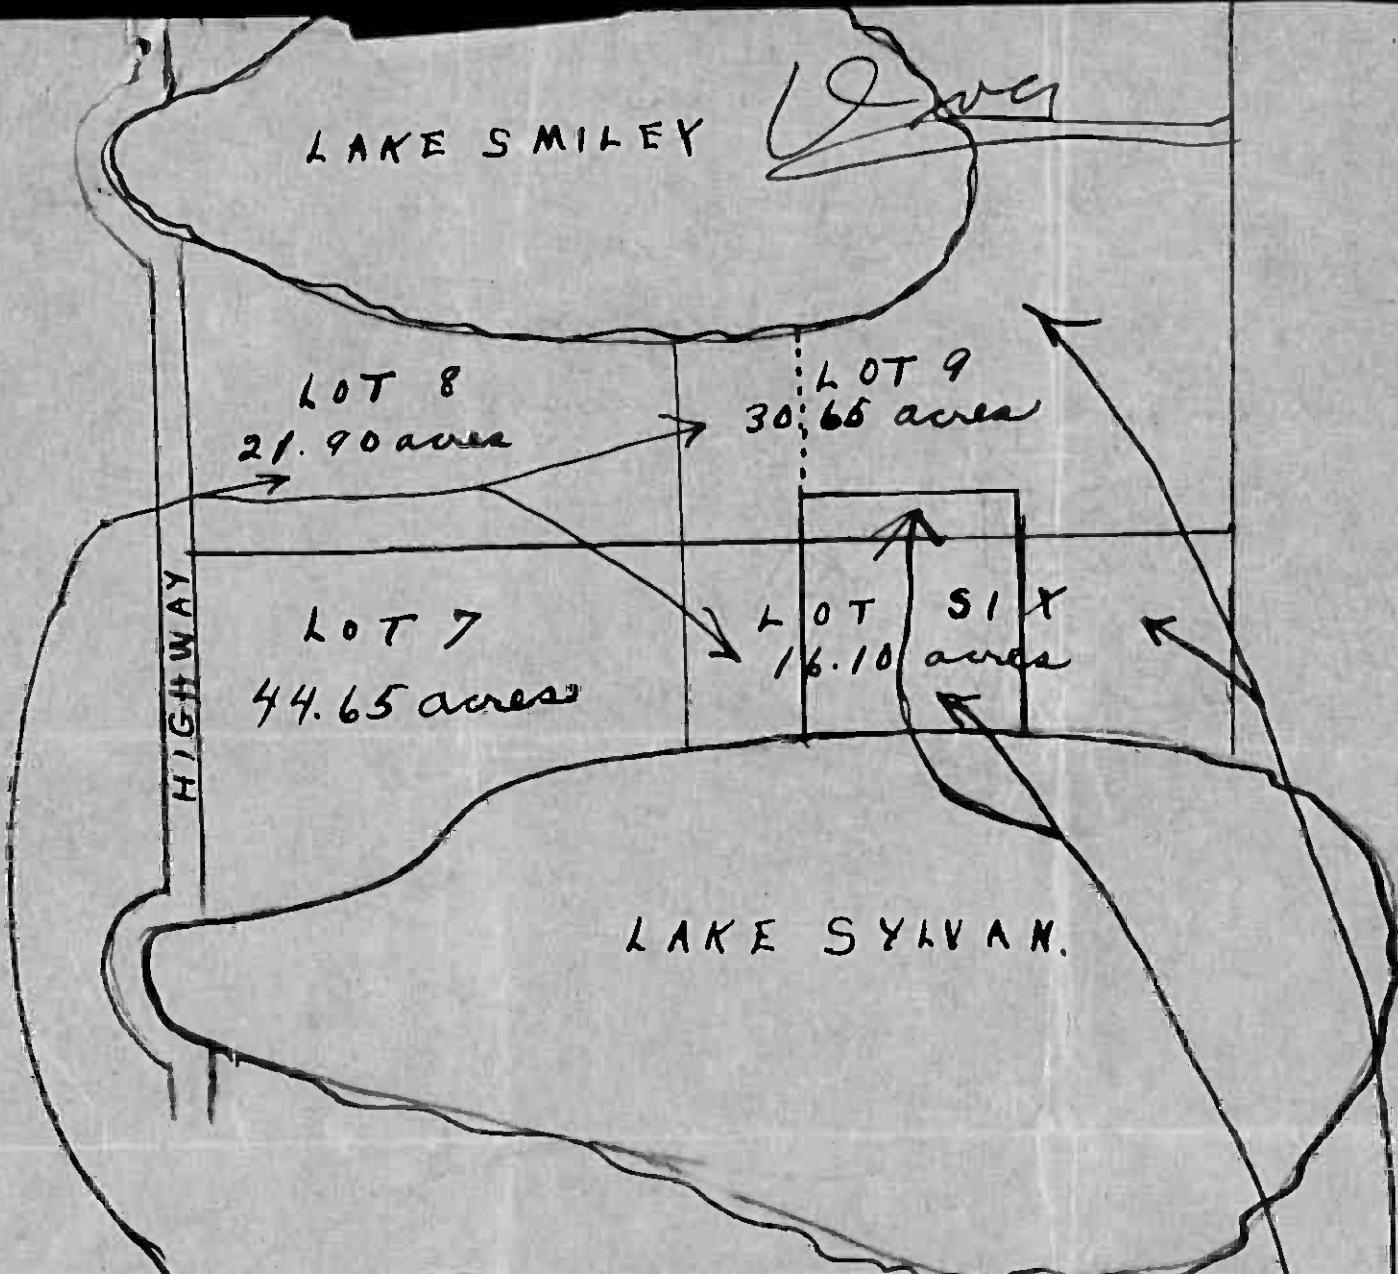 LAKE SMILEY
LOT 8
21.90 acres
LOT 9
30.65 acres
HIGHWAY
LOT 7
44.65 acres
LOT SIX
16.10 acres
LAKE SYLVAN.